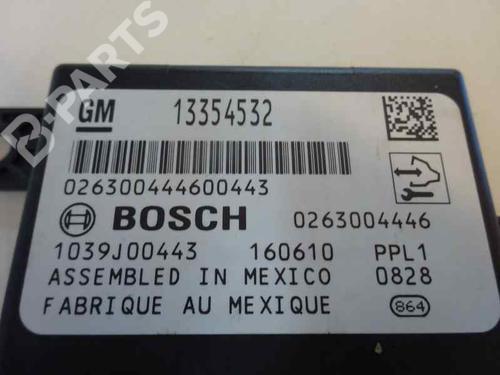 B-PARTS
GM 13354532
026300444600443
BOSCH 0263004446
1039J00443 160610 PPL1
ASSEMBLED IN MEXICO 0828
FABRIQUE AU MEXIQUE 864